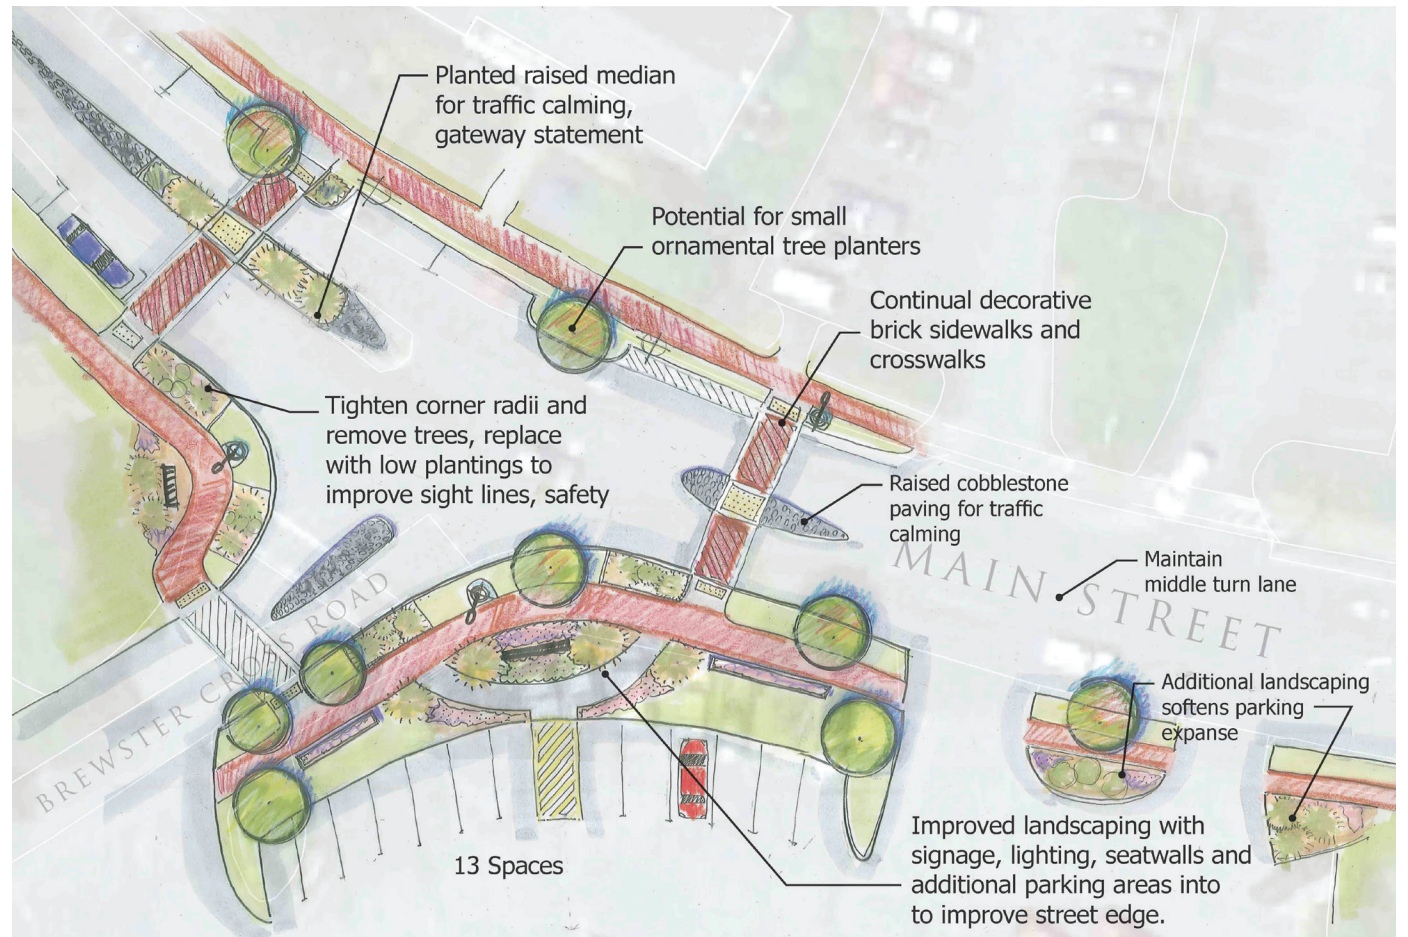 Planted raised median
for traffic calming,
gateway statement
Potential for small
ornamental tree planters
Continual decorative
brick sidewalks and
crosswalks
Tighten corner radii and
remove trees, replace
with low plantings to
improve sight lines, safety
Raised cobblestone
paving for traffic
calming
MAIN STREET
Maintain
middle turn lane
BREWSTER CROSS ROAD
Additional landscaping
softens parking
expanse
13 Spaces
Improved landscaping with
signage, lighting, seatwalls and
additional parking areas into
to improve street edge.